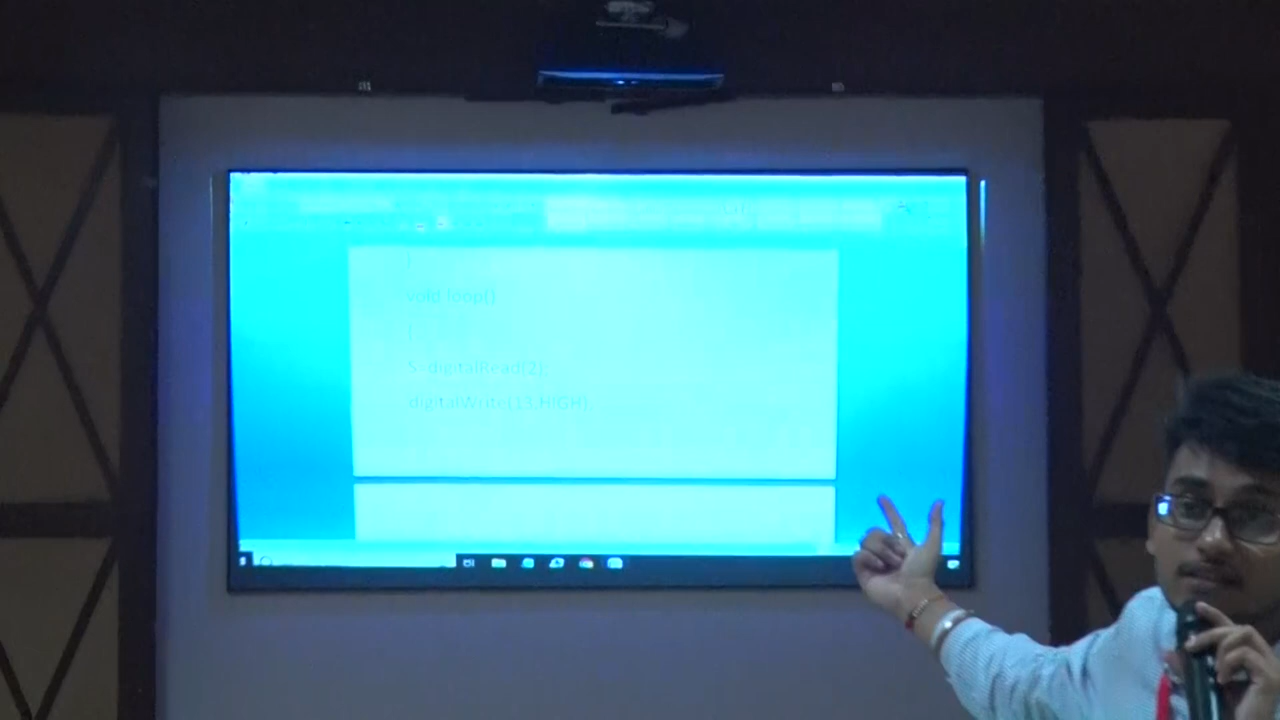 }
void loop()
{
S=digitalRead(2);
digitalWrite(13,HIGH);